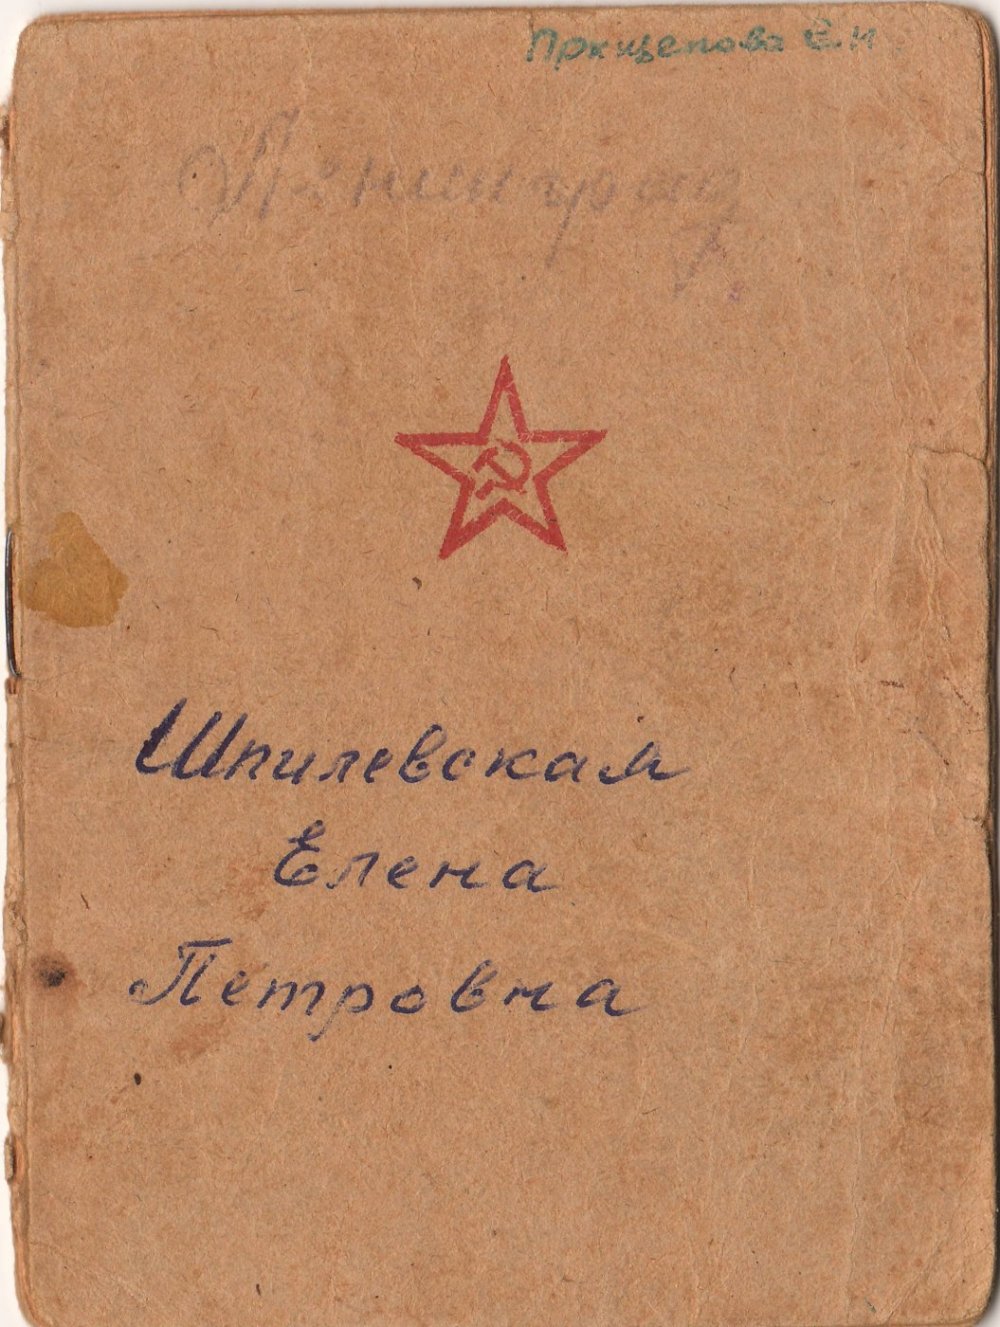 Прищепова Е.Н
Ленинград
Шпилевская
Елена
Петровна